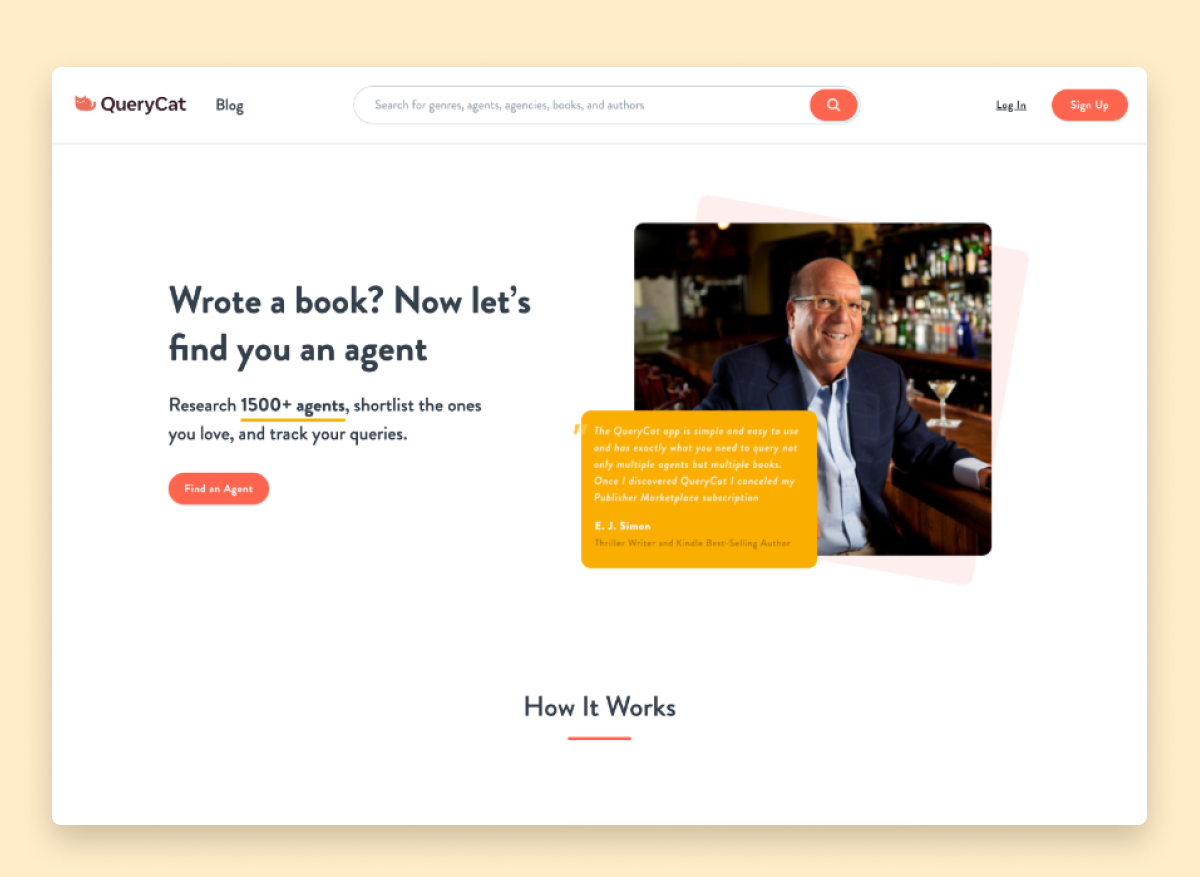 QueryCat
Blog
Search for genres, agents, agencies, books, and authors
Log In
Sign Up
Wrote a book? Now let's
find you an agent
Research 1500+ agents, shortlist the ones
you love, and track your queries.
Find an Agent
"The QueryCat app is simple and easy to use
and has exactly what you need to query not
only multiple agents but multiple books.
Once I discovered QueryCat I canceled my
Publisher Marketplace subscription
E. J. Simon
Thriller Writer and Kindle Best-Selling Author
How It Works